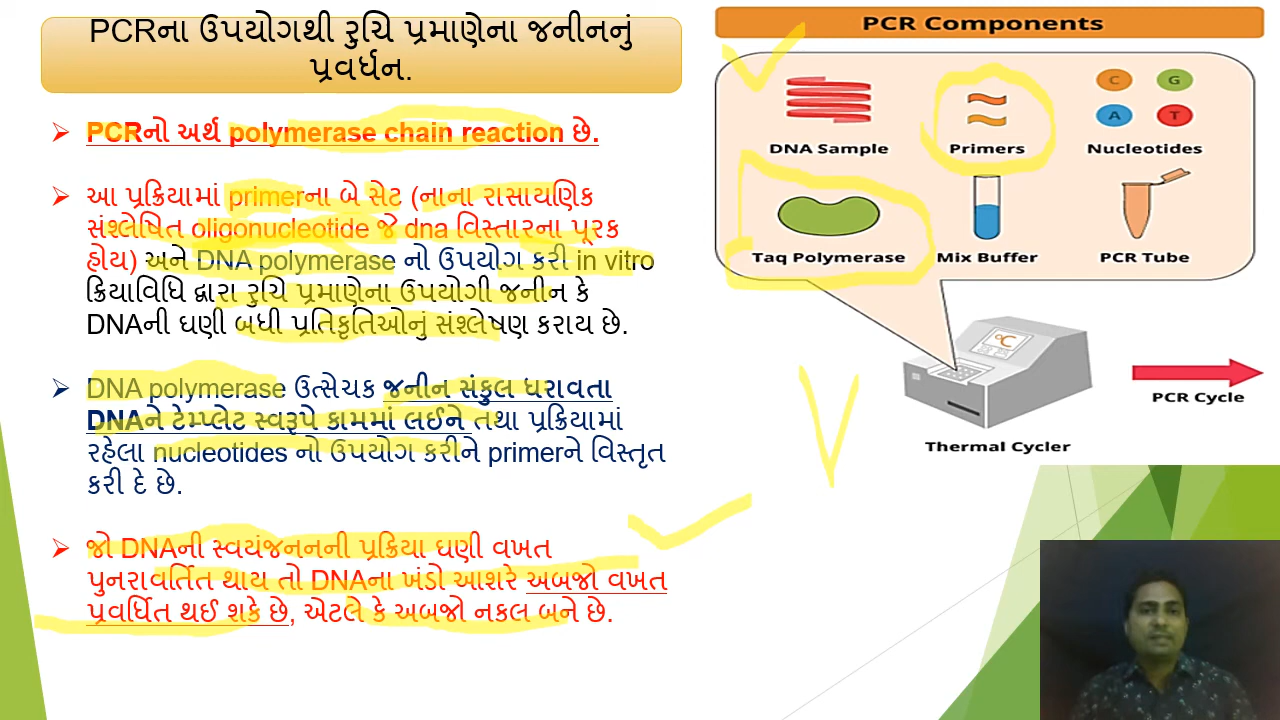 PCRના ઉપયોગથી રુચિ પ્રમાણેના જનીનનું
પ્રવર્ધન.
PCRનો અર્થ polymerase chain reaction છે.
આ પ્રક્રિયામાં primerના બે સેટ (નાના રાસાયણિક
સંશ્લેષિત oligonucleotide જે dna વિસ્તારના પૂરક
હોય) અને DNA polymerase નો ઉપયોગ કરી in vitro
ક્રિયાવિધિ દ્વારા રુચિ પ્રમાણેના ઉપયોગી જનીન કે
DNAની ઘણી બધી પ્રતિકૃતિઓનું સંશ્લેષણ કરાય છે.
DNA polymerase ઉત્સેચક જનીન સંકુલ ધરાવતા
DNAને ટેમ્પ્લેટ સ્વરૂપે કામમાં લઈને તથા પ્રક્રિયામાં
રહેલા nucleotides નો ઉપયોગ કરીને primerને વિસ્તૃત
કરી દે છે.
જો DNAની સ્વયંજનનની પ્રક્રિયા ઘણી વખત
પુનરાવર્તિત થાય તો DNAના ખંડો આશરે અબજો વખત
પ્રવર્ધિત થઈ શકે છે, એટલે કે અબજો નકલ બને છે.
PCR Components
C G
A T
DNA Sample Primers Nucleotides
Taq Polymerase Mix Buffer PCR Tube
°C
PCR Cycle
Thermal Cycler